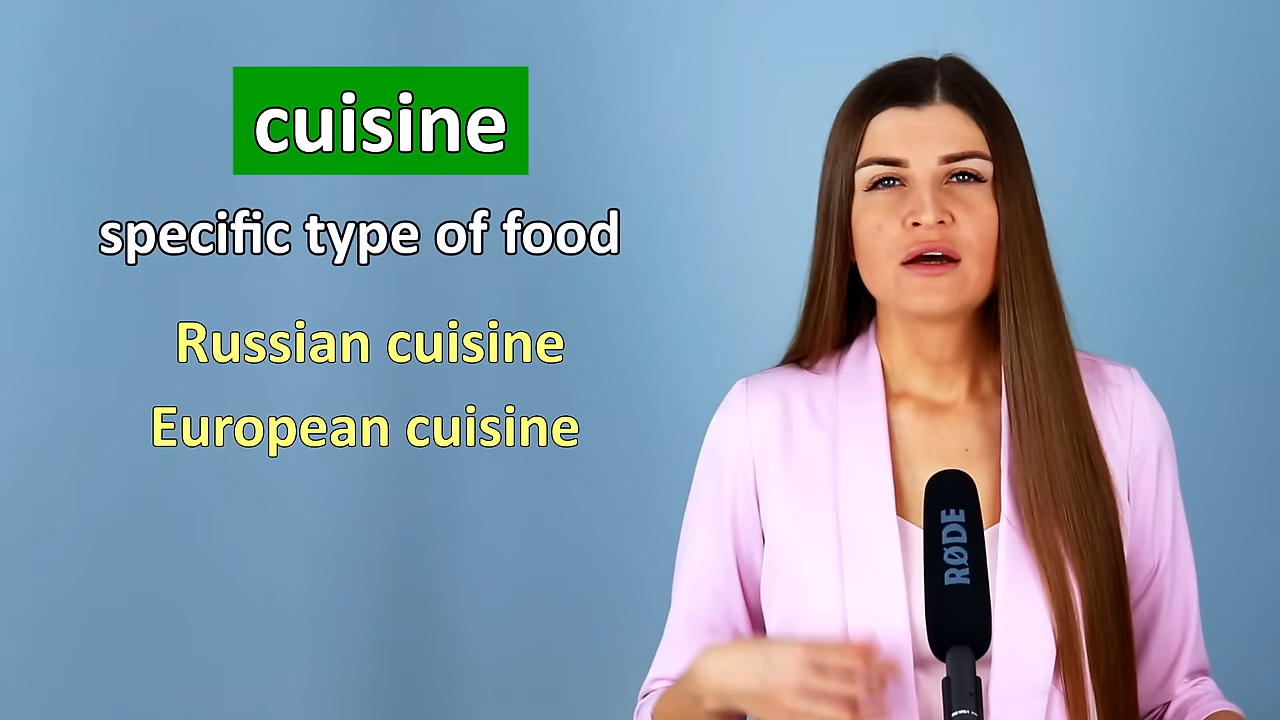 cuisine
specific type of food
Russian cuisine
European cuisine
RØDE